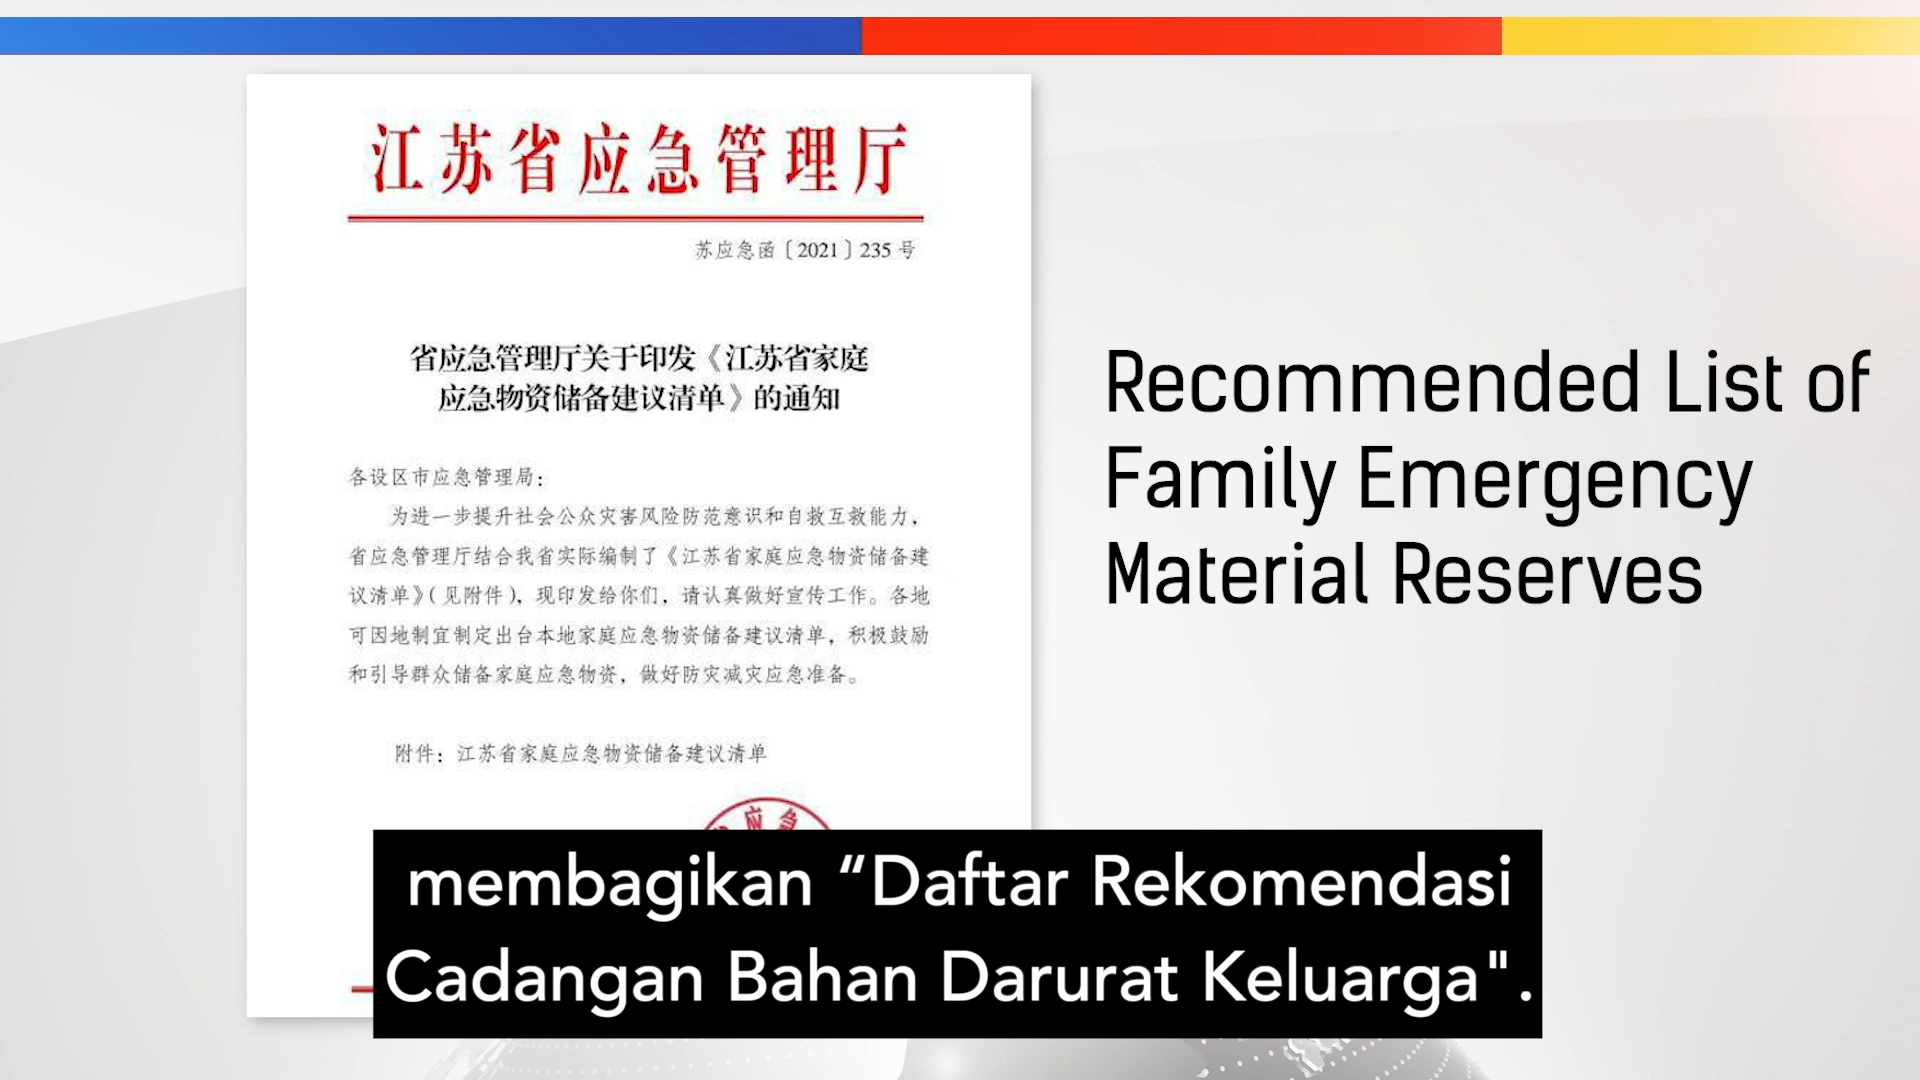 江苏省应急管理厅
苏应急函〔2021〕235 号
省应急管理厅关于印发《江苏省家庭
应急物资储备建议清单》的通知
各设区市应急管理局：
为进一步提升社会公众灾害风险防范意识和自救互救能力，
省应急管理厅结合我省实际编制了《江苏省家庭应急物资储备建
议清单》（见附件），现印发给你们，请认真做好宣传工作。各地
可因地制宜制定出台本地家庭应急物资储备建议清单，积极鼓励
和引导群众储备家庭应急物资，做好防灾减灾应急准备。
附件：江苏省家庭应急物资储备建议清单
应急
Recommended List of
Family Emergency
Material Reserves
membagikan “Daftar Rekomendasi
Cadangan Bahan Darurat Keluarga".